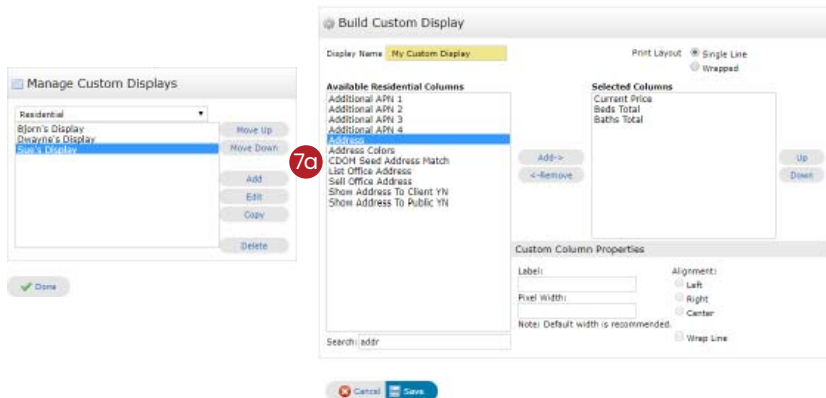 Manage Custom Displays
Residential
Bjorn's Display
Dwayne's Display
Sue's Display
Move Up
Move Down
Add
Edit
Copy
Delete
Done
7a
Build Custom Display
Display Name My Custom Display
Print Layout Single Line
Wrapped
Available Residential Columns
Additional APN 1
Additional APN 2
Additional APN 3
Additional APN 4
Address
Address Colors
CDOM Seed Address Match
List Office Address
Sell Office Address
Show Address To Client YN
Show Address To Public YN
Search: addr
Add->
<-Remove
Selected Columns
Current Price
Beds Total
Baths Total
Up
Down
Custom Column Properties
Label:
Pixel Width:
Note: Default width is recommended.
Alignment:
Left
Right
Center
Wrap Line
Cancel Save